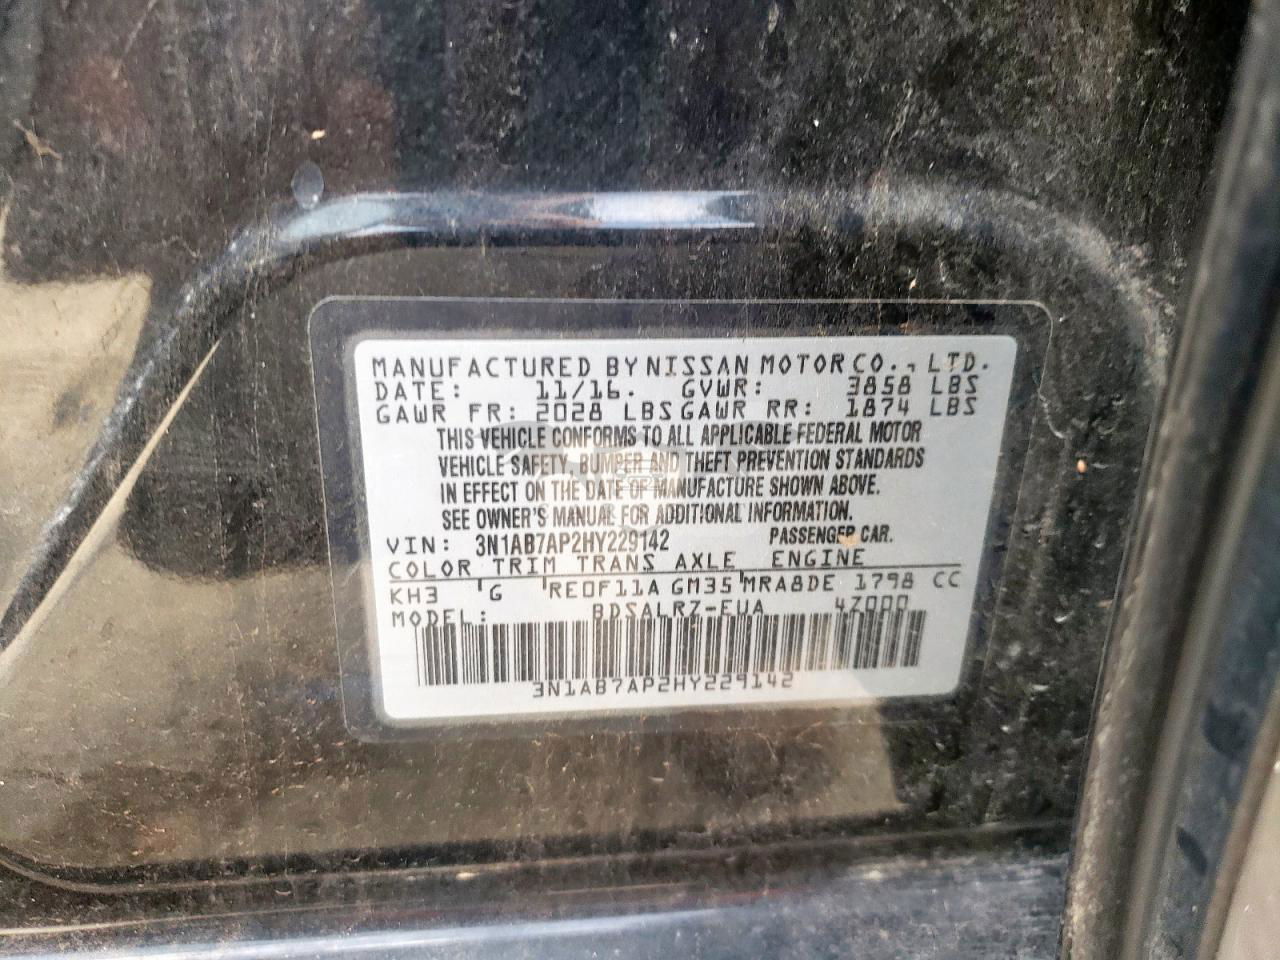 MANUFACTURED BY NISSAN MOTOR CO., LTD.
DATE: 11/16. GVWR: 3858 LBS
GAWR FR: 2028 LBS GAWR RR: 1874 LBS
THIS VEHICLE CONFORMS TO ALL APPLICABLE FEDERAL MOTOR
VEHICLE SAFETY, BUMPER AND THEFT PREVENTION STANDARDS
IN EFFECT ON THE DATE OF MANUFACTURE SHOWN ABOVE.
SEE OWNER'S MANUAL FOR ADDITIONAL INFORMATION.
VIN: 3N1AB7AP2HY229142 PASSENGER CAR.
COLOR TRIM TRANS AXLE ENGINE
KH3 G RE0F11A GM35 MRA8DE 1798 CC
MODEL: BDSALRZ-EUA 4Z000
3N1AB7AP2HY229142